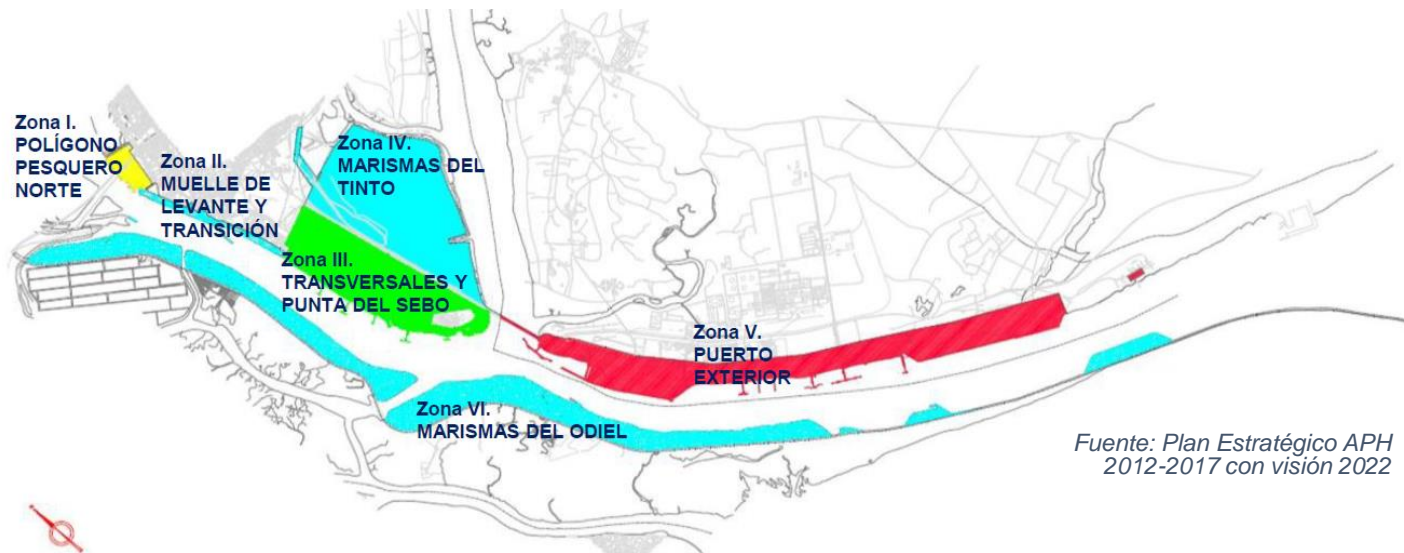 Zona I.
POLÍGONO
PESQUERO
NORTE
Zona II.
MUELLE DE
LEVANTE Y
TRANSICIÓN
Zona IV.
MARISMAS DEL
TINTO
Zona III.
TRANSVERSALES Y
PUNTA DEL SEBO
Zona V.
PUERTO
EXTERIOR
Zona VI.
MARISMAS DEL ODIEL
Fuente: Plan Estratégico APH
2012-2017 con visión 2022